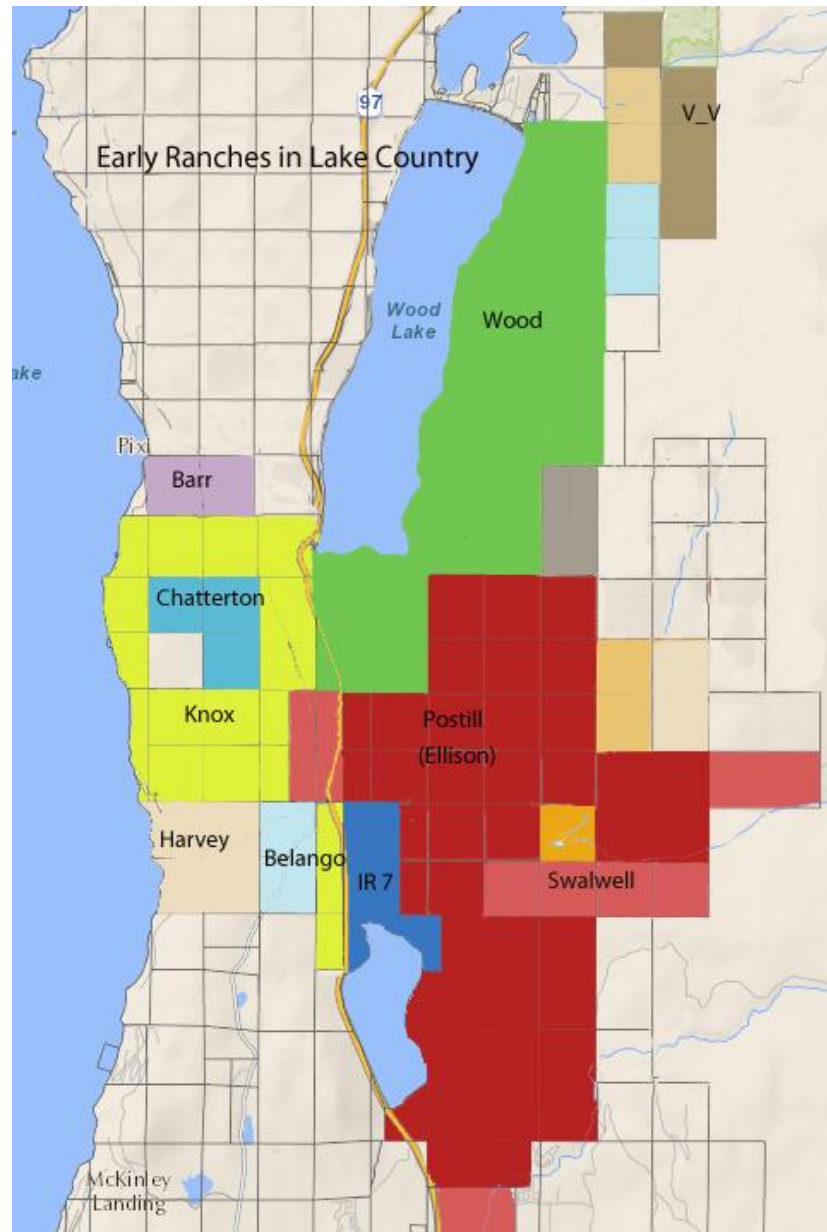 97
V_V
Early Ranches in Lake Country
Wood
Lake
Wood
ake
Pix
Barr
Chatterton
Knox
Postill
(Ellison)
Harvey
Belango
IR 7
Swalwell
McKinley
Landing